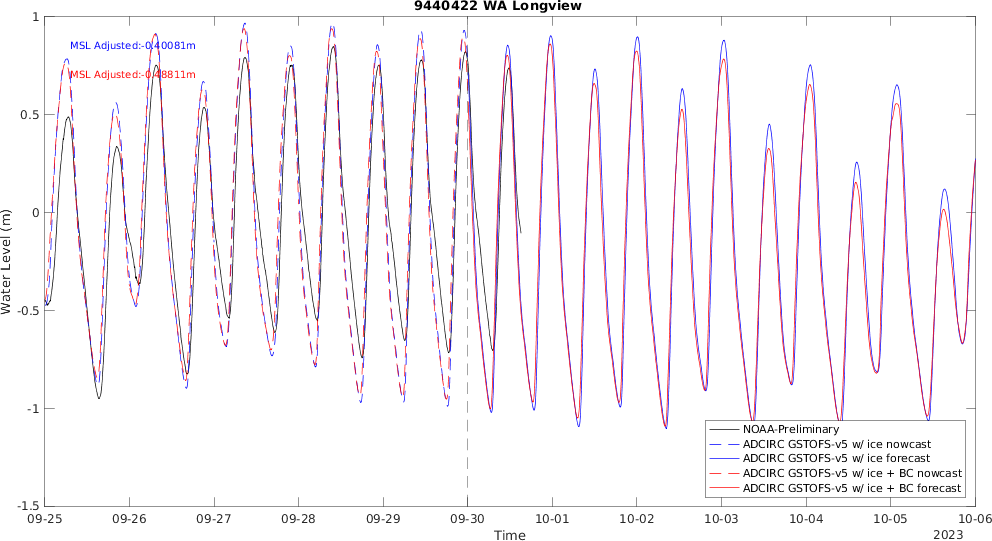 9440422 WA Longview
MSL Adjusted:-0.40081m
MSL Adjusted:-0.48811m
1
0.5
0
-0.5
-1
-1.5
Water Level (m)
NOAA-Preliminary
ADCIRC GSTOFS-v5 w/ ice nowcast
ADCIRC GSTOFS-v5 w/ ice forecast
ADCIRC GSTOFS-v5 w/ ice + BC nowcast
ADCIRC GSTOFS-v5 w/ ice + BC forecast
09-25 09-26 09-27 09-28 09-29 09-30 10-01 10-02 10-03 10-04 10-05 10-06
Time
2023